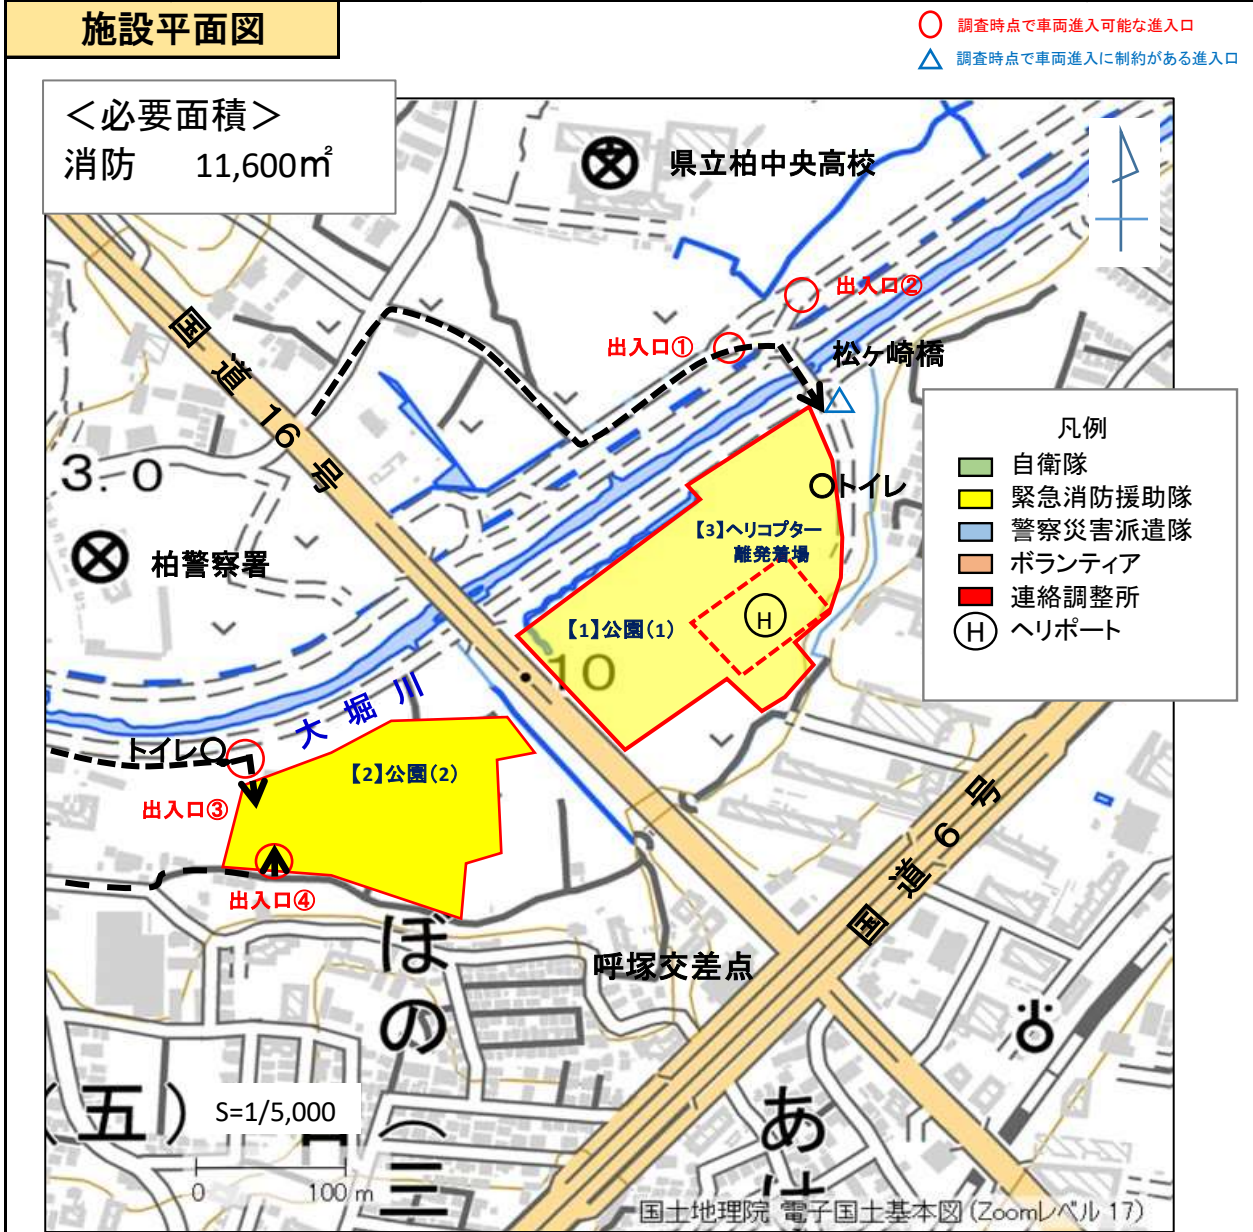 施設平面図
調査時点で車両進入可能な進入口
調査時点で車両進入に制約がある進入口
＜必要面積＞
消防 11,600㎡
県立柏中央高校
出入口②
出入口①
松ヶ崎橋
国道16号
3.0
柏警察署
トイレ
【3】ヘリコプター
離発着場
H
【1】公園(1)
10
凡例
自衛隊
緊急消防援助隊
警察災害派遣隊
ボランティア
連絡調整所
H ヘリポート
大堀川
トイレ
【2】公園(2)
出入口③
出入口④
国道6号
呼塚交差点
ぼの
(五)
(三
あけ
S=1/5,000
0 100 m
国土地理院 電子国土基本図 (Zoomレベル 17)